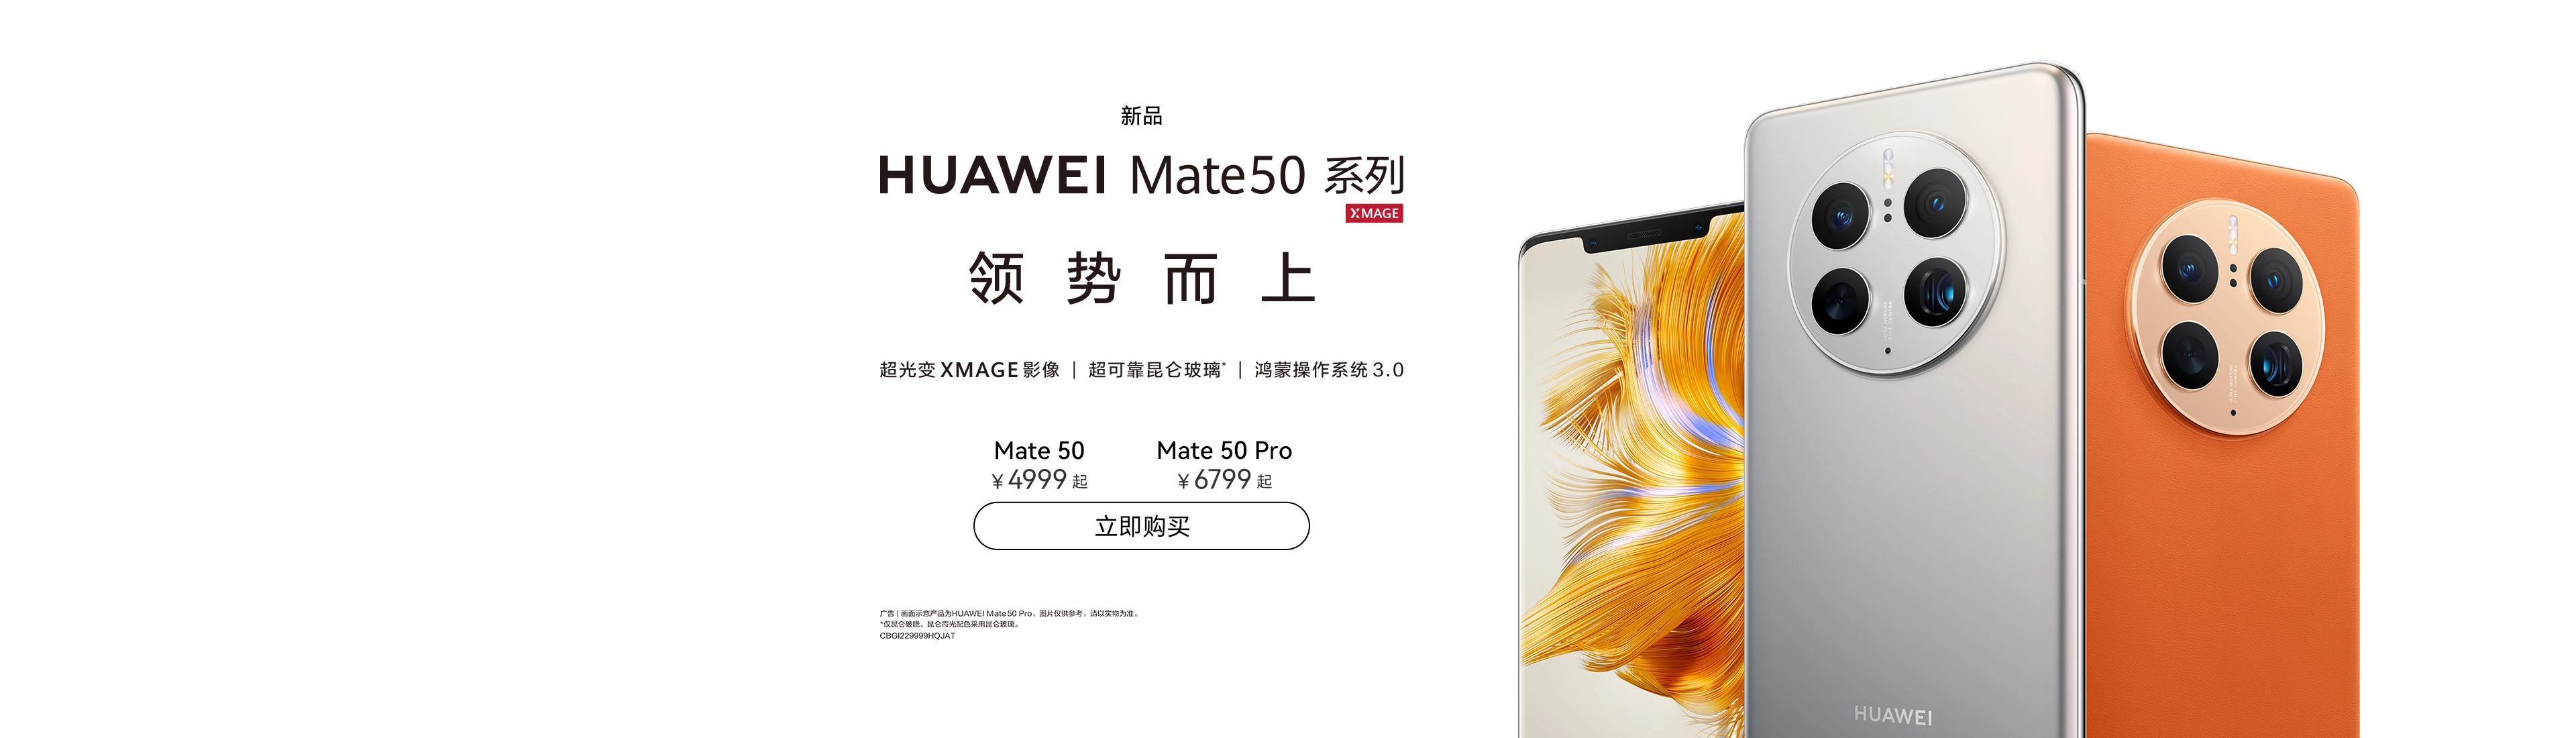 新品
HUAWEI Mate50 系列
XMAGE
领势而上
超光变 XMAGE 影像 | 超可靠昆仑玻璃* | 鸿蒙操作系统 3.0
Mate 50 Mate 50 Pro
¥4999 起 ¥6799 起
立即购买
广告 | 画面示意产品为HUAWEI Mate50 Pro，图片仅供参考，请以实物为准。
*仅昆仑破晓，昆仑霞光配色采用昆仑玻璃。
CBGI229999HQJAT
HUAWEI